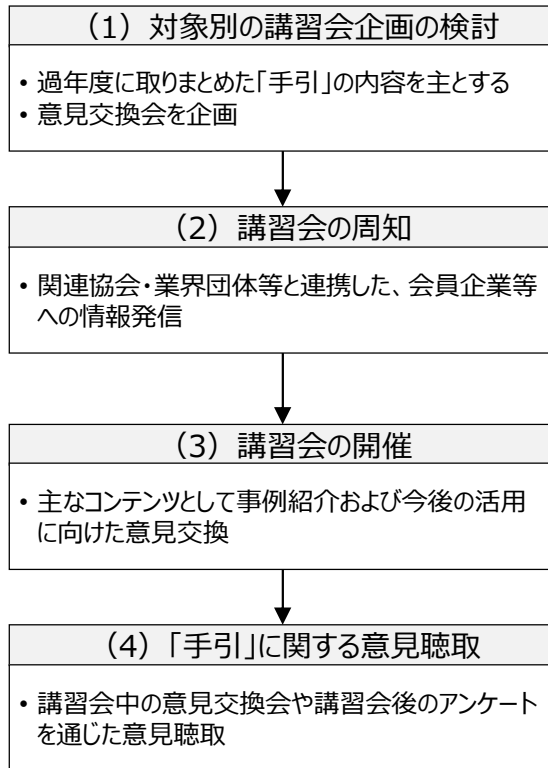 （1）対象別の講習会企画の検討
• 過年度に取りまとめた「手引」の内容を主とする
• 意見交換会を企画
（2）講習会の周知
• 関連協会・業界団体等と連携した、会員企業等
への情報発信
（3）講習会の開催
• 主なコンテンツとして事例紹介および今後の活用
に向けた意見交換
（4）「手引」に関する意見聴取
• 講習会中の意見交換会や講習会後のアンケート
を通じた意見聴取